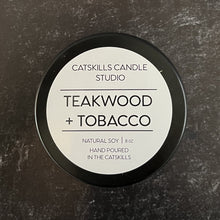 CATSKILLS CANDLE
STUDIO
TEAKWOOD
+ TOBACCO
NATURAL SOY | 8 oz
HAND POURED
IN THE CATSKILLS